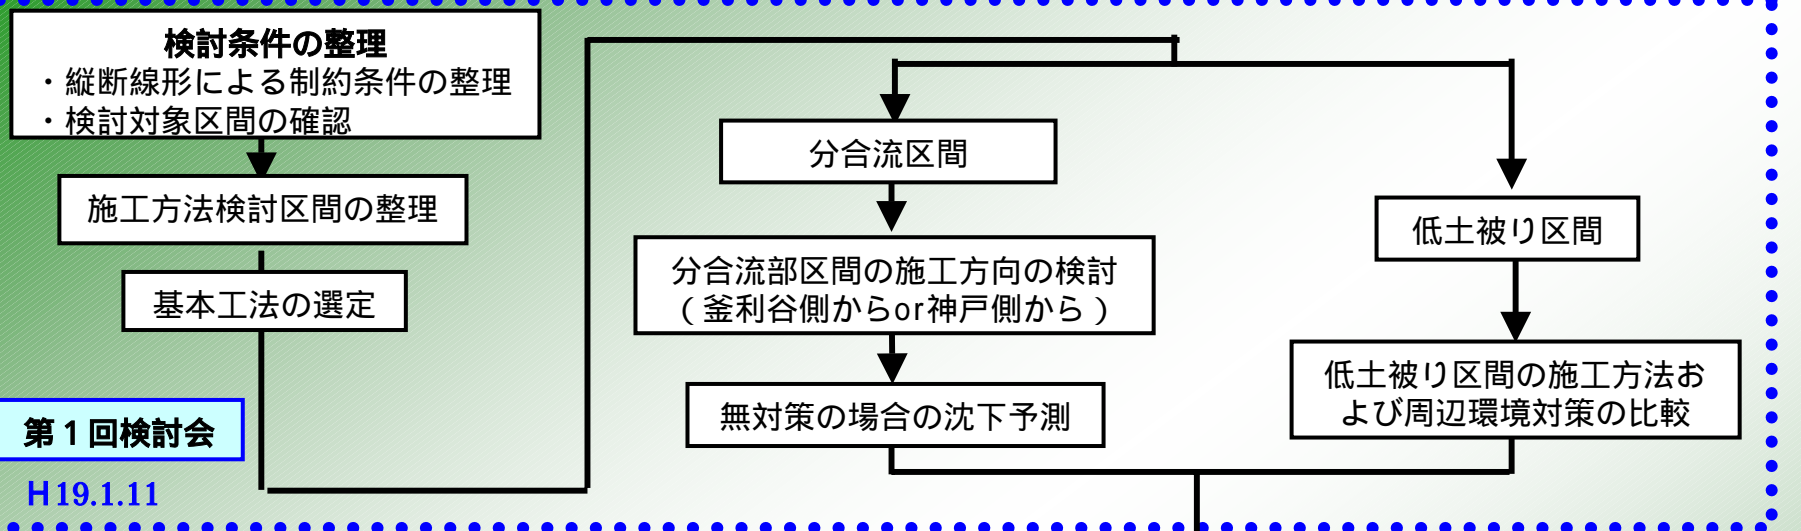 検討条件の整理
・縦断線形による制約条件の整理
・検討対象区間の確認
施工方法検討区間の整理
基本工法の選定
第1回検討会
H19.1.11
分合流区間
分合流部区間の施工方向の検討
(釜利谷側からor神戸側から)
無対策の場合の沈下予測
低土被り区間
低土被り区間の施工方法お
よび周辺環境対策の比較